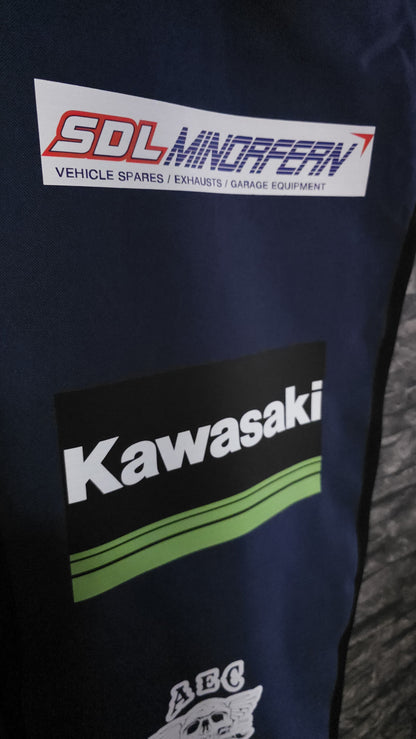 SDL MINORFERN
VEHICLE SPARES / EXHAUSTS / GARAGE EQUIPMENT
Kawasaki
AEC